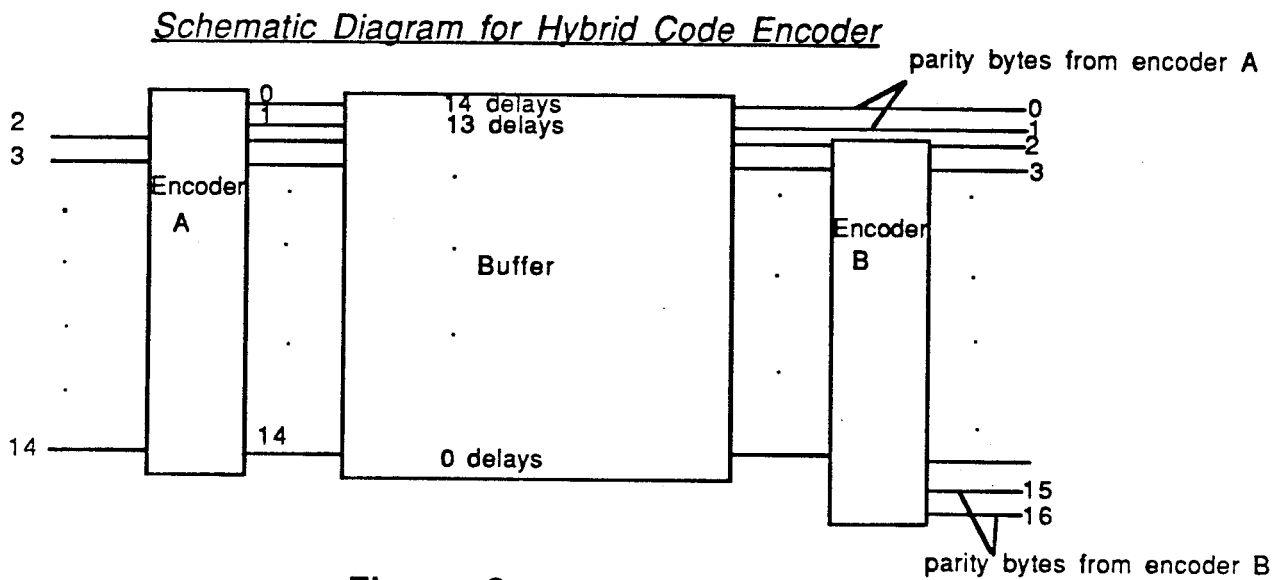 Schematic Diagram for Hybrid Code Encoder
parity bytes from encoder A
0
1
14 delays
13 delays
0
1
2
3
2
3
Encoder
A
Buffer
Encoder
B
14
14
0 delays
15
16
parity bytes from encoder B